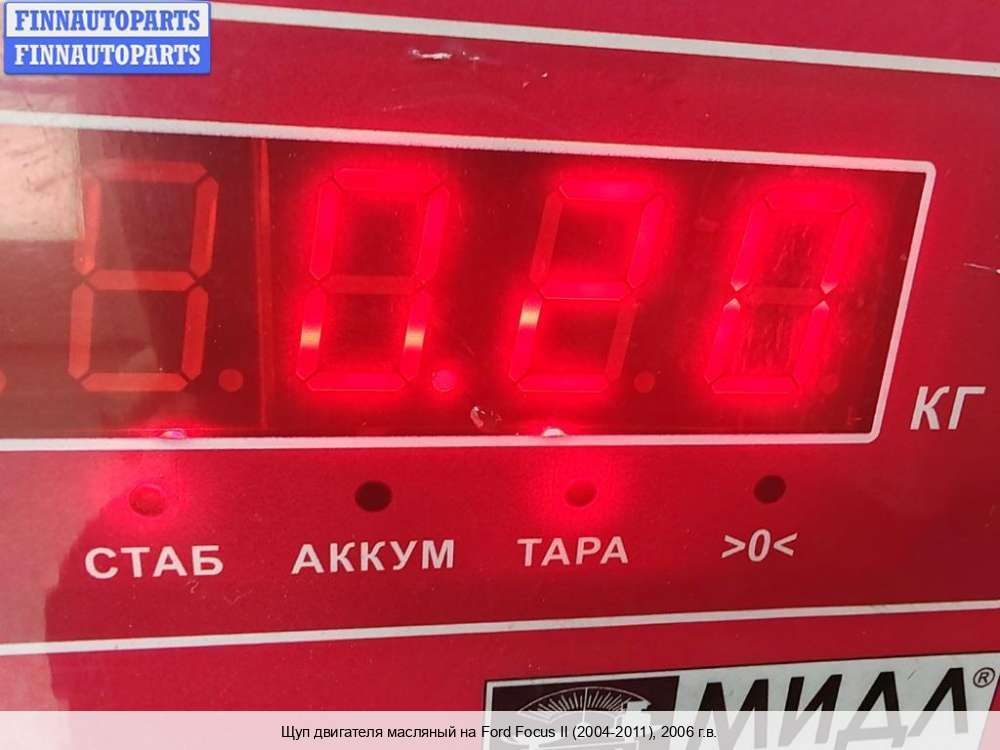 FINNAUTOPARTS
FINNAUTOPARTS
0.20
КГ
СТАБ АККУМ ТАРА >0<
МИДЛ®
Щуп двигателя масляный на Ford Focus II (2004-2011), 2006 г.в.